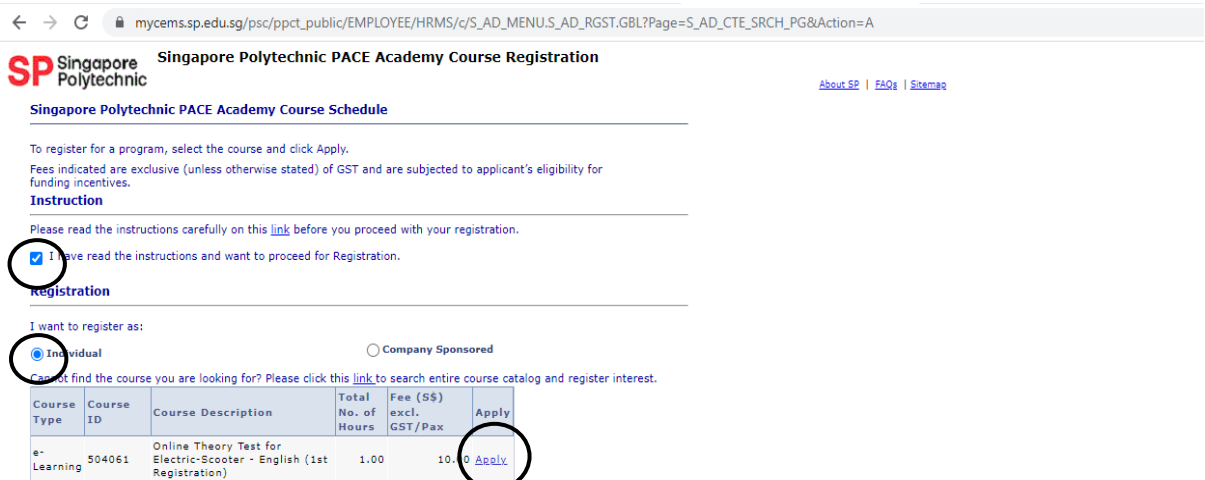 mycems.sp.edu.sg/psc/ppct_public/EMPLOYEE/HRMS/c/S_AD_MENU.S_AD_RGST.GBL?Page=S_AD_CTE_SRCH_PG&Action=A
SP Singapore Polytechnic
Singapore Polytechnic PACE Academy Course Registration
About SP | FAQs | Sitemap
Singapore Polytechnic PACE Academy Course Schedule
To register for a program, select the course and click Apply.
Fees indicated are exclusive (unless otherwise stated) of GST and are subjected to applicant's eligibility for
funding incentives.
Instruction
Please read the instructions carefully on this link before you proceed with your registration.
I have read the instructions and want to proceed for Registration.
Registration
I want to register as:
Individual Company Sponsored
Cannot find the course you are looking for? Please click this link to search entire course catalog and register interest.
Course Type Course ID Course Description Total No. of Hours Fee (S$) excl. GST/Pax Apply
e-Learning 504061 Online Theory Test for Electric-Scooter - English (1st Registration) 1.00 10.00 Apply